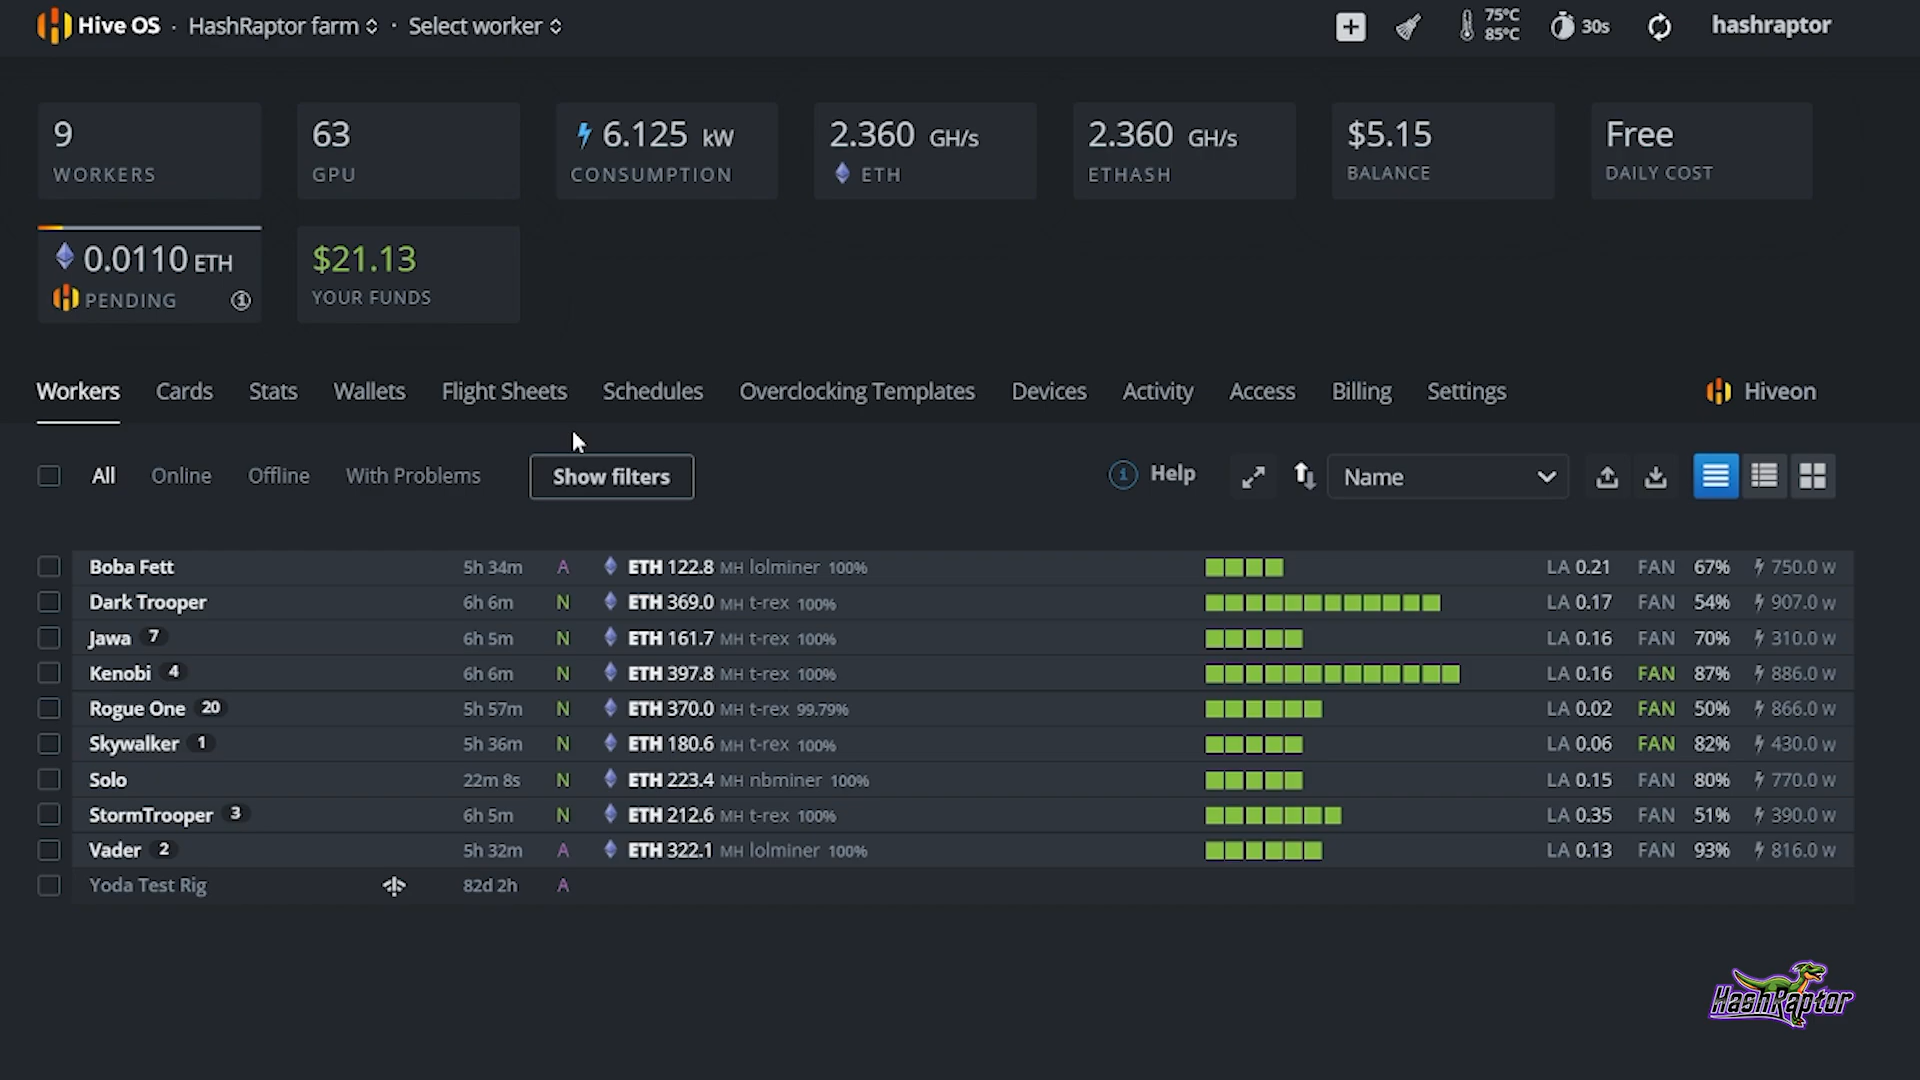 Hive OS · HashRaptor farm · Select worker 75°C 85°C 30s hashraptor
9 63 6.125 kW 2.360 GH/s 2.360 GH/s $5.15 Free
WORKERS GPU CONSUMPTION ETH ETHASH BALANCE DAILY COST
0.0110 ETH $21.13
PENDING YOUR FUNDS
Workers Cards Stats Wallets Flight Sheets Schedules Overclocking Templates Devices Activity Access Billing Settings Hiveon
All Online Offline With Problems Show filters Help Name
Boba Fett 5h 34m A ETH 122.8 MH lolminer 100% LA 0.21 FAN 67% 750.0 W
Dark Trooper 6h 6m N ETH 369.0 MH t-rex 100% LA 0.17 FAN 54% 907.0 W
Jawa 7 6h 5m N ETH 161.7 MH t-rex 100% LA 0.16 FAN 70% 310.0 W
Kenobi 4 6h 6m N ETH 397.8 MH t-rex 100% LA 0.16 FAN 87% 886.0 W
Rogue One 20 5h 57m N ETH 370.0 MH t-rex 99.79% LA 0.02 FAN 50% 866.0 W
Skywalker 1 5h 36m N ETH 180.6 MH t-rex 100% LA 0.06 FAN 82% 430.0 W
Solo 22m 8s N ETH 223.4 MH nbminer 100% LA 0.15 FAN 80% 770.0 W
StormTrooper 3 6h 5m N ETH 212.6 MH t-rex 100% LA 0.35 FAN 51% 390.0 W
Vader 2 5h 32m A ETH 322.1 MH lolminer 100% LA 0.13 FAN 93% 816.0 W
Yoda Test Rig 82d 2h A
HashRaptor